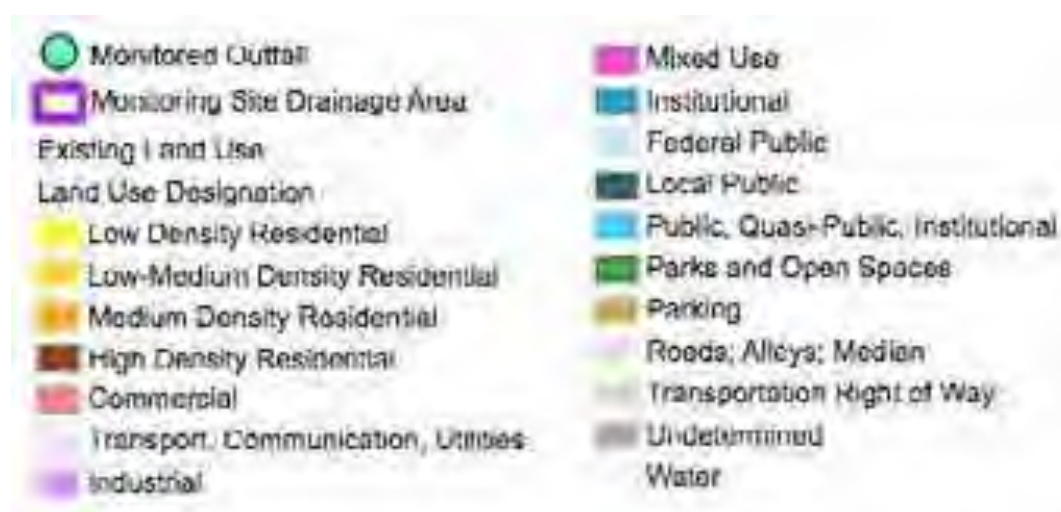 Monitored Outfall
Monitoring Site Drainage Area
Existing Land Use
Land Use Designation
Low Density Residential
Low-Medium Density Residential
Medium Density Residential
High Density Residential
Commercial
Transport, Communication, Utilities
Industrial
Mixed Use
Institutional
Federal Public
Local Public
Public, Quasi-Public, Institutional
Parks and Open Spaces
Parking
Roads; Alleys; Median
Transportation Right of Way
Undetermined
Water